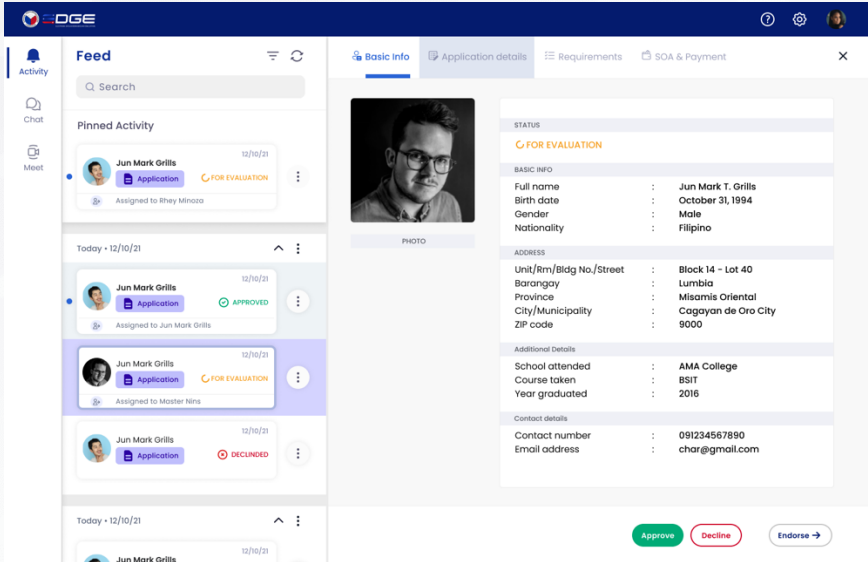 EDGE
Activity
Chat
Meet
Feed
Search
Pinned Activity
12/10/21
Jun Mark Grills
Application
FOR EVALUATION
Assigned to Rhey Minoza
Today • 12/10/21
12/10/21
Jun Mark Grills
Application
APPROVED
Assigned to Jun Mark Grills
12/10/21
Jun Mark Grills
Application
FOR EVALUATION
Assigned to Master Nins
12/10/21
Jun Mark Grills
Application
DECLINDED
Today • 12/10/21
12/10/21
Jun Mark Grills
Basic Info
Application details
Requirements
SOA & Payment
PHOTO
STATUS
FOR EVALUATION
BASIC INFO
Full name : Jun Mark T. Grills
Birth date : October 31, 1994
Gender : Male
Nationality : Filipino
ADDRESS
Unit/Rm/Bldg No./Street : Block 14 - Lot 40
Barangay : Lumbia
Province : Misamis Oriental
City/Municipality : Cagayan de Oro City
ZIP code : 9000
Additional Details
School attended : AMA College
Course taken : BSIT
Year graduated : 2016
Contact details
Contact number : 091234567890
Email address : char@gmail.com
Approve
Decline
Endorse →